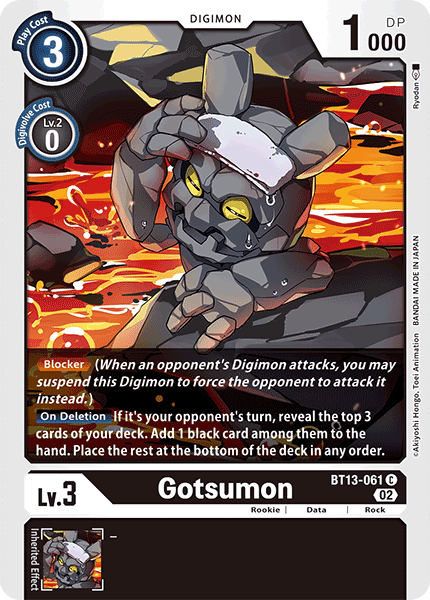 DIGIMON
Play Cost
3
1000
DP
Digivolve Cost
Lv.2
0
Ryodan
©Akiyoshi Hongo, Toei Animation BANDAI MADE IN JAPAN
Blocker (When an opponent's Digimon attacks, you may
suspend this Digimon to force the opponent to attack it
instead.)
On Deletion If it's your opponent's turn, reveal the top 3
cards of your deck. Add 1 black card among them to the
hand. Place the rest at the bottom of the deck in any order.
Lv.3
Gotsumon
BT13-061 C
02
Rookie | Data | Rock
Inherited Effect
-